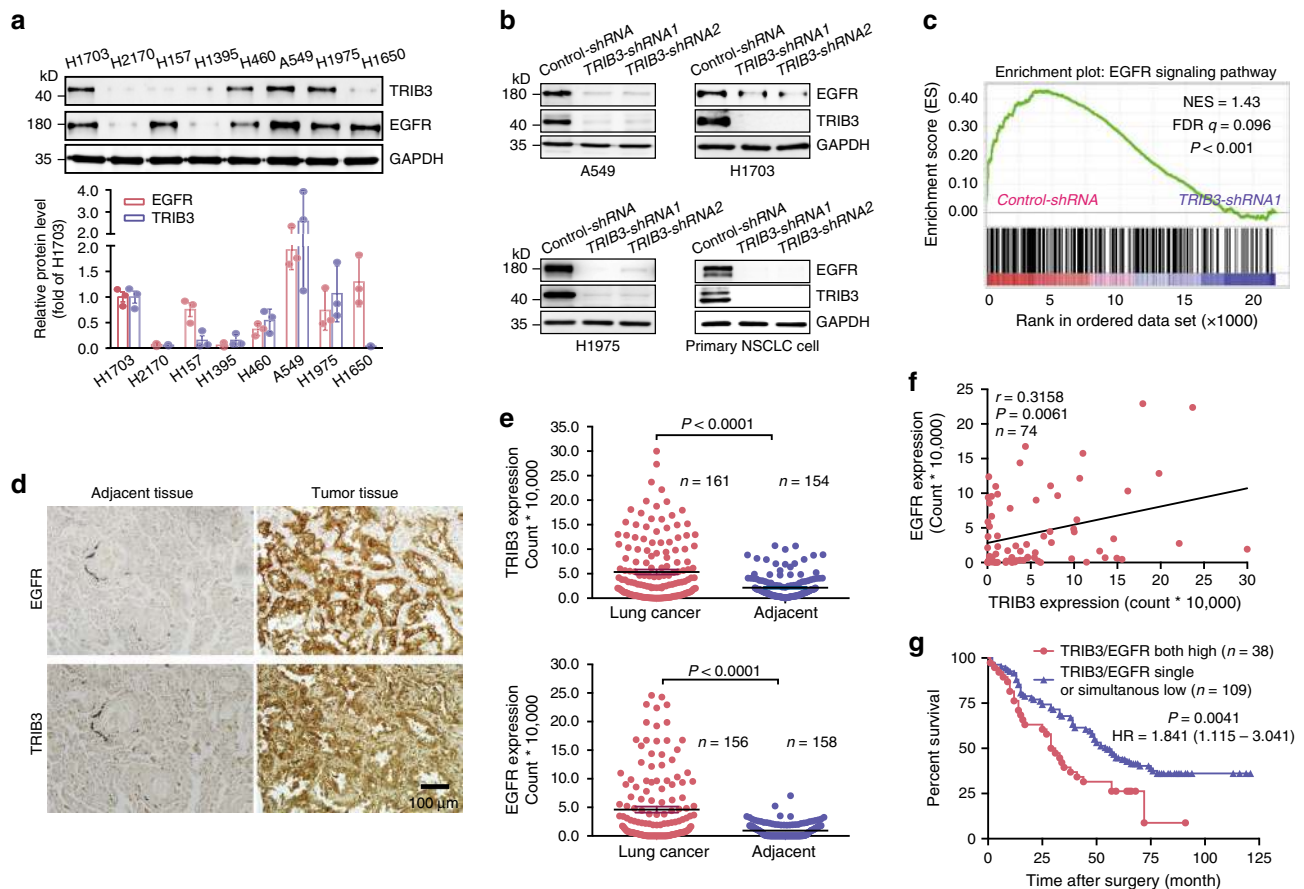 a
H1703 H2170 H157 H1395 H460 A549 H1975 H1650
kD
40 TRIB3
180 EGFR
35 GAPDH
Relative protein level
(fold of H1703)
4.0
3.0
2.0
2.0
1.5
1.0
0.5
0.0
EGFR
TRIB3
H1703 H2170 H157 H1395 H460 A549 H1975 H1650
b
Control-shRNA TRIB3-shRNA1 TRIB3-shRNA2
Control-shRNA TRIB3-shRNA1 TRIB3-shRNA2
kD
180 EGFR
40 TRIB3
35 GAPDH
A549 H1703
Control-shRNA TRIB3-shRNA1 TRIB3-shRNA2
Control-shRNA TRIB3-shRNA1 TRIB3-shRNA2
kD
180 EGFR
40 TRIB3
35 GAPDH
H1975 Primary NSCLC cell
c
Enrichment plot: EGFR signaling pathway
Enrichment score (ES)
0.40
0.30
0.40
0.20
0.00
NES = 1.43
FDR q = 0.096
P < 0.001
Control-shRNA TRIB3-shRNA1
0 5 10 15 20
Rank in ordered data set (×1000)
d
Adjacent tissue Tumor tissue
EGFR
TRIB3
100 μm
e
P < 0.0001
TRIB3 expression
Count * 10,000
35.0
30.0
25.0
20.0
15.0
10.0
5.0
0.0
n = 161 n = 154
Lung cancer Adjacent
P < 0.0001
EGFR expression
Count * 10,000
30.0
25.0
20.0
15.0
10.0
5.0
0.0
n = 156 n = 158
Lung cancer Adjacent
f
EGFR expression
(Count * 10,000)
25
20
15
10
5
0
r = 0.3158
P = 0.0061
n = 74
0 5 10 15 20 25 30
TRIB3 expression (count * 10,000)
g
TRIB3/EGFR both high (n = 38)
TRIB3/EGFR single
or simultanous low (n = 109)
P = 0.0041
HR = 1.841 (1.115 – 3.041)
Percent survival
100
75
50
25
0
0 25 50 75 100 125
Time after surgery (month)